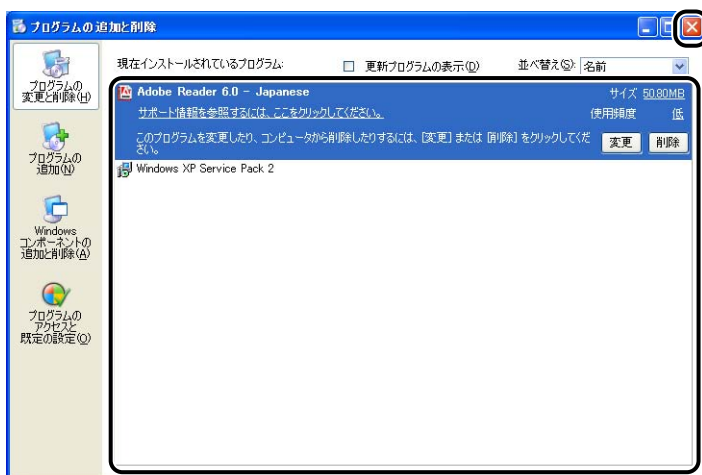 プログラムの追加と削除
プログラムの
変更と削除(H)
プログラムの
追加(N)
Windows
コンポーネントの
追加と削除(A)
プログラムの
アクセスと
既定の設定(O)
現在インストールされているプログラム:
更新プログラムの表示(D)
並べ替え(S): 名前
Adobe Reader 6.0 - Japanese
サイズ 50.80MB
サポート情報を参照するには、ここをクリックしてください。
使用頻度 低
このプログラムを変更したり、コンピュータから削除したりするには、[変更] または [削除] をクリックしてくだ
さい。
変更 削除
Windows XP Service Pack 2